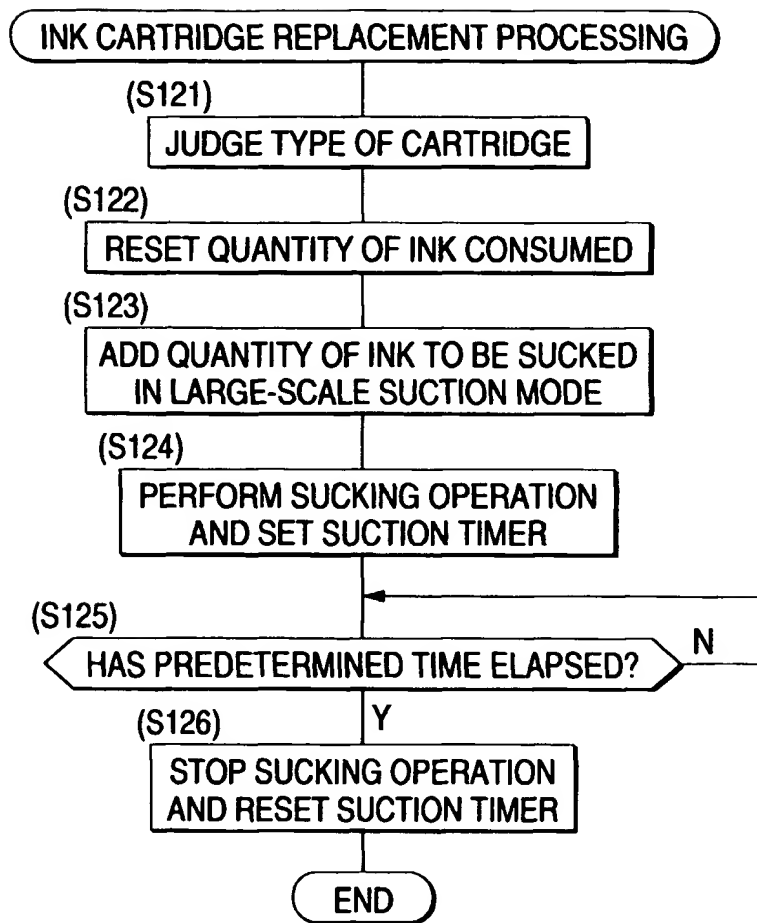 INK CARTRIDGE REPLACEMENT PROCESSING
(S121)
JUDGE TYPE OF CARTRIDGE
(S122)
RESET QUANTITY OF INK CONSUMED
(S123)
ADD QUANTITY OF INK TO BE SUCKED
IN LARGE-SCALE SUCTION MODE
(S124)
PERFORM SUCKING OPERATION
AND SET SUCTION TIMER
(S125)
HAS PREDETERMINED TIME ELAPSED?
N
Y
(S126)
STOP SUCKING OPERATION
AND RESET SUCTION TIMER
END